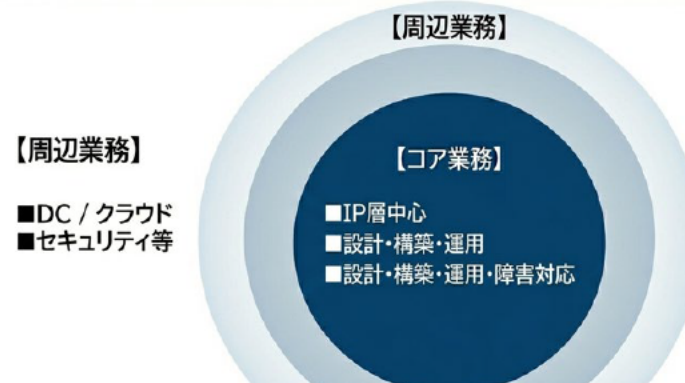 【周辺業務】
【周辺業務】
■DC / クラウド
■セキュリティ等
【コア業務】
■IP層中心
■設計・構築・運用
■設計・構築・運用・障害対応